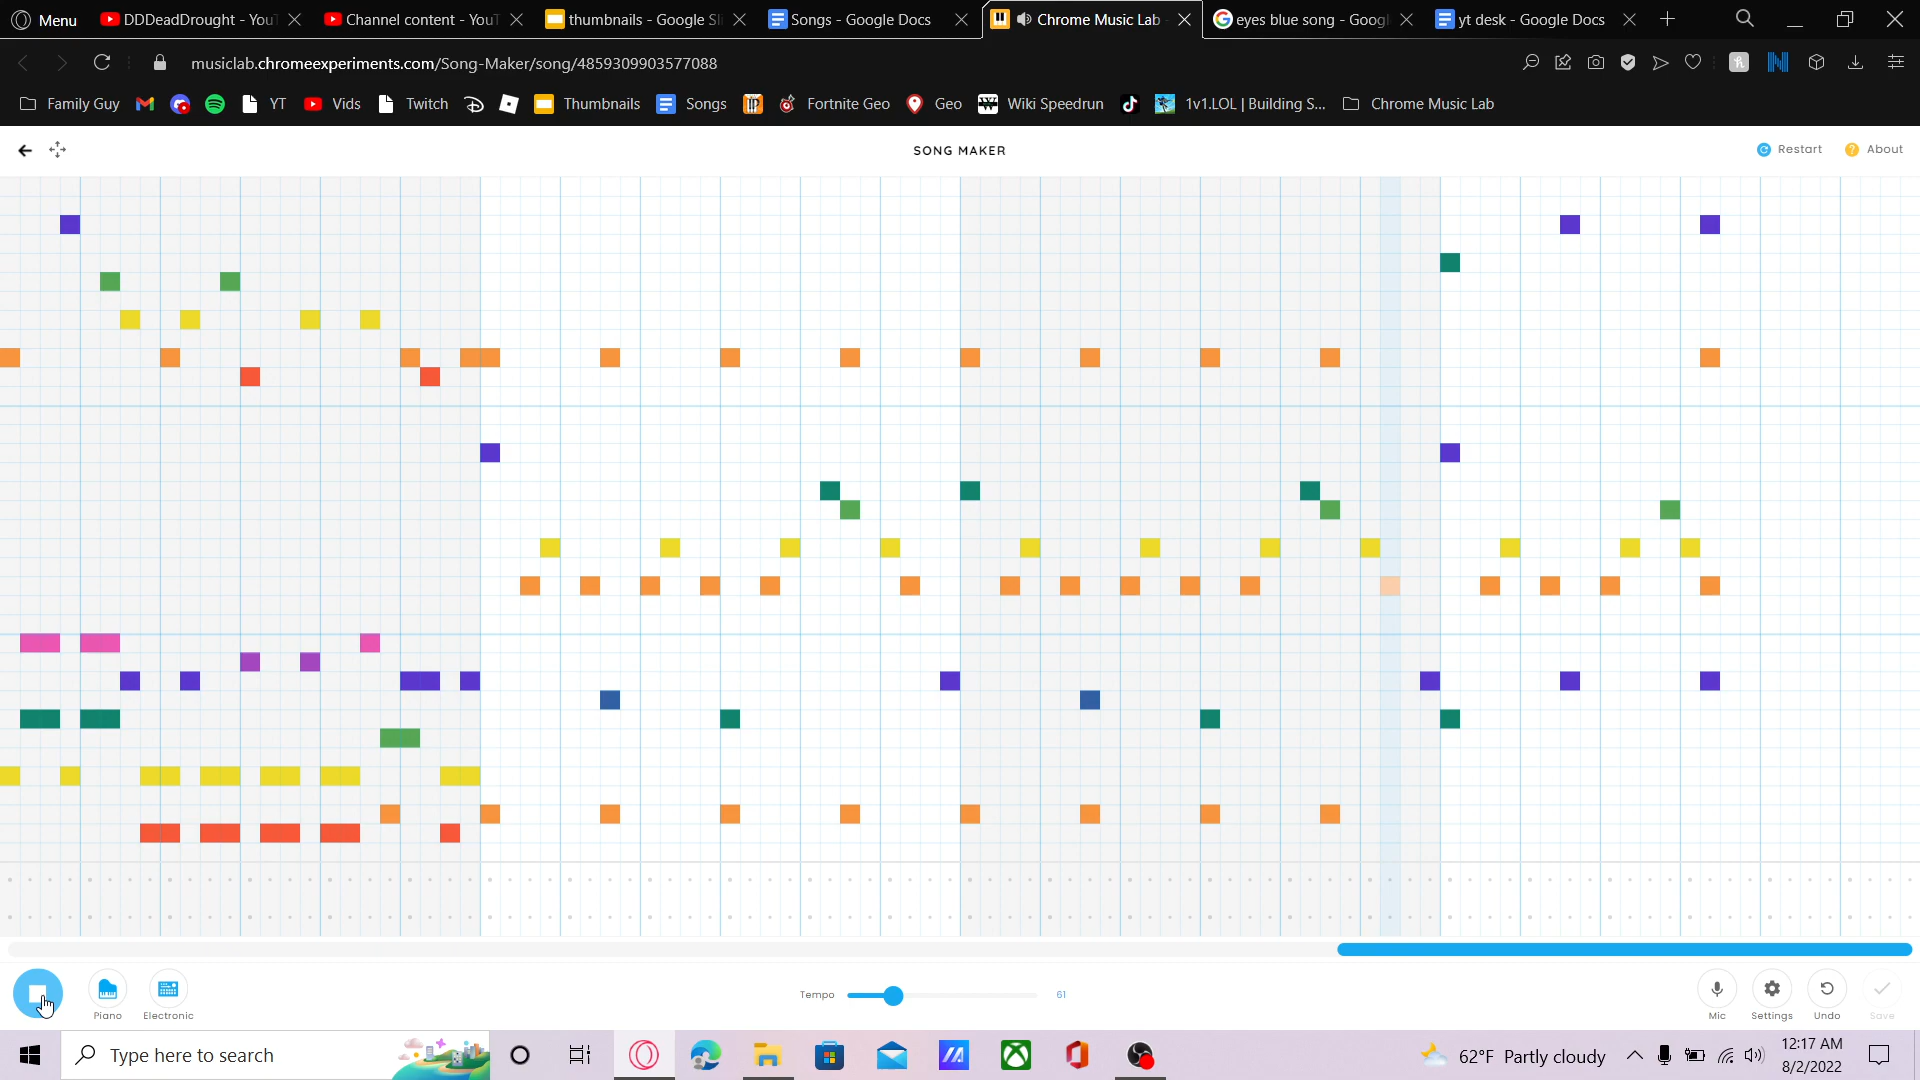 Menu DDDeadDrought - YouT Channel content - YouT thumbnails - Google Sli Songs - Google Docs Chrome Music Lab - eyes blue song - Googl yt desk - Google Docs
musiclab.chromeexperiments.com/Song-Maker/song/4859309903577088
Family Guy YT Vids Twitch Thumbnails Songs Fortnite Geo Geo Wiki Speedrun 1v1.LOL | Building S... Chrome Music Lab
SONG MAKER Restart About
Tempo 61
Piano Electronic Mic Settings Undo Save
Type here to search 62°F Partly cloudy 12:17 AM
8/2/2022